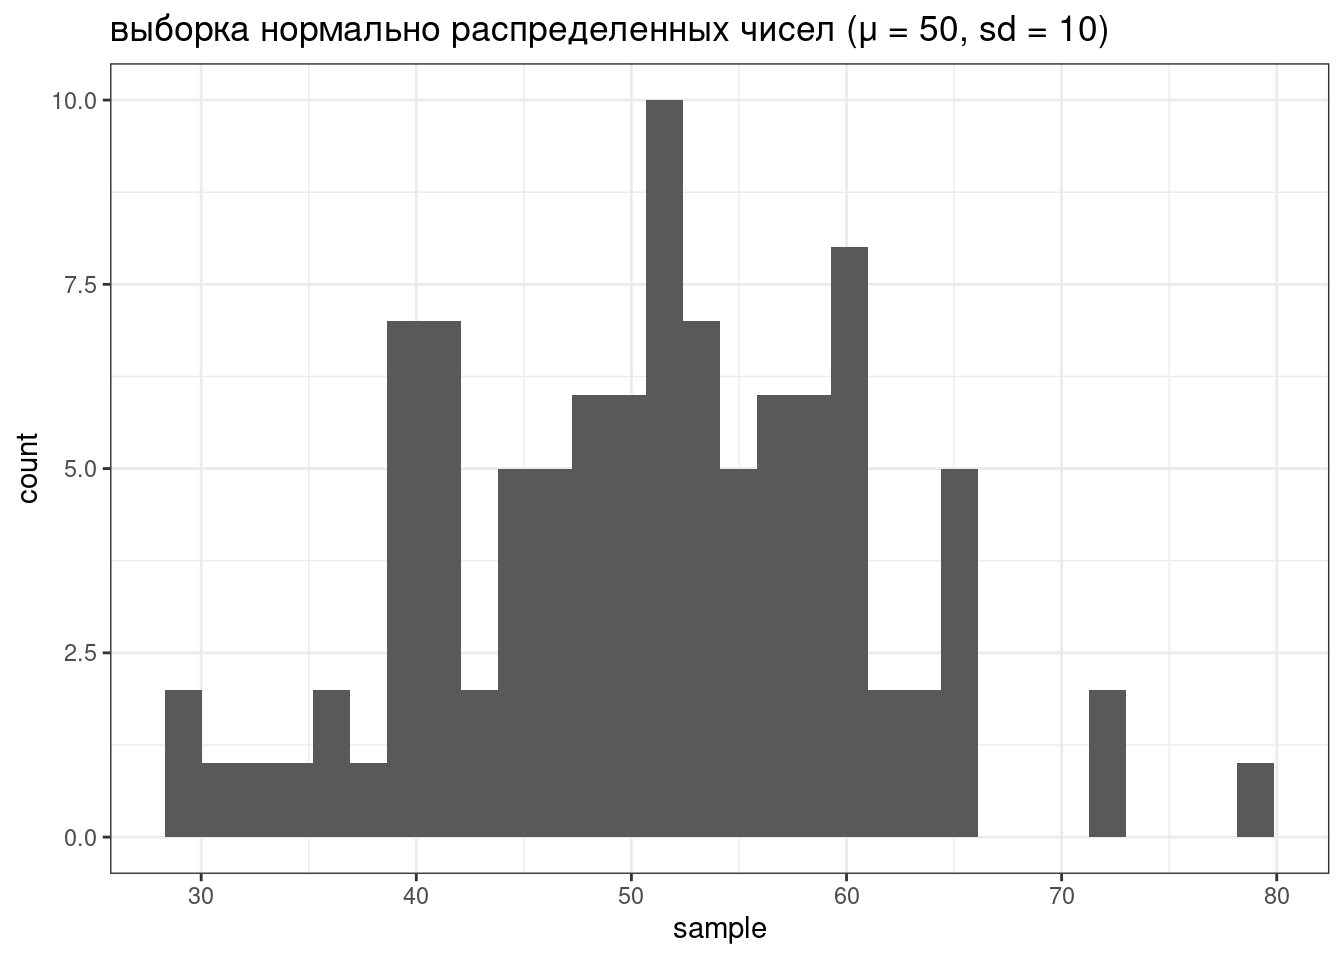 выборка нормально распределенных чисел (μ = 50, sd = 10)
10.0
7.5
5.0
2.5
0.0
count
30 40 50 60 70 80
sample